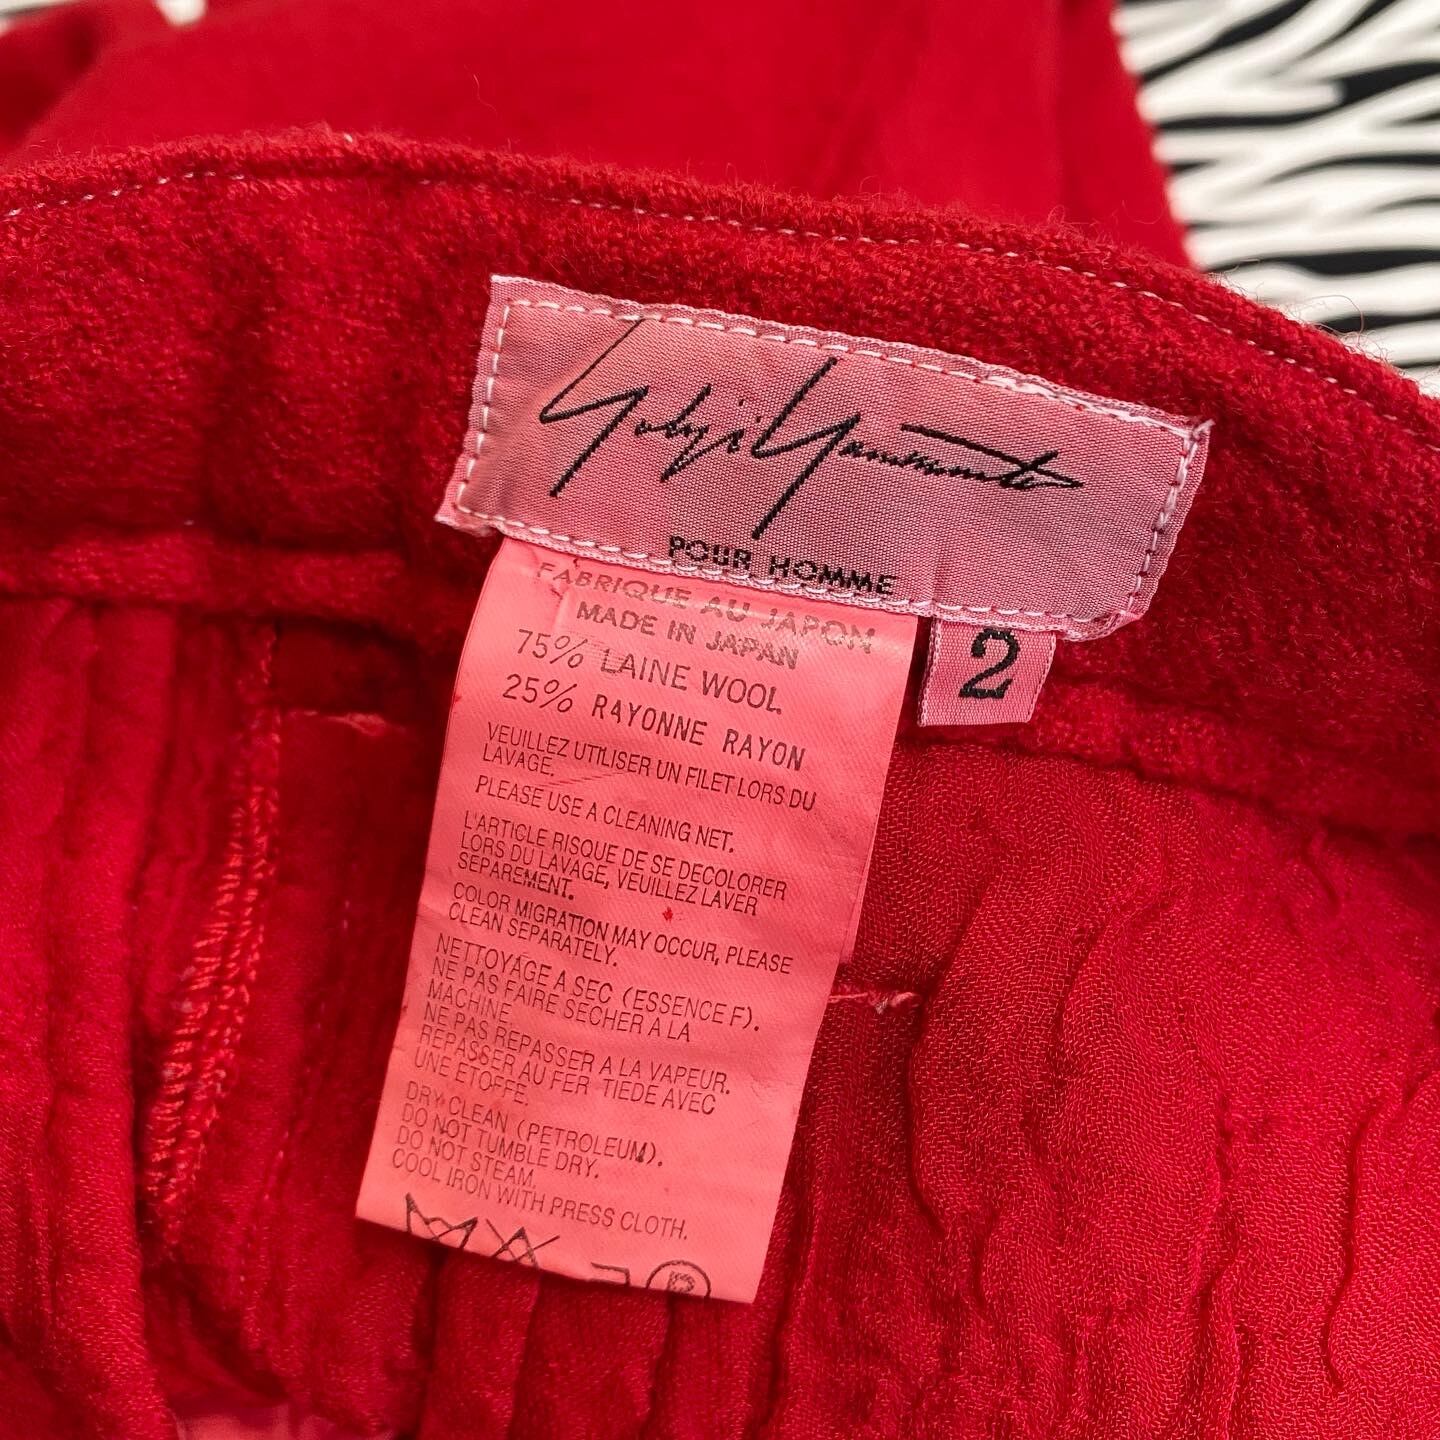 Yohji Yamamoto
POUR HOMME
2
FABRIQUE AU JAPON
MADE IN JAPAN
75% LAINE WOOL
25% RAYONNE RAYON
VEUILLEZ UTILISER UN FILET LORS DU
LAVAGE.
PLEASE USE A CLEANING NET.
L'ARTICLE RISQUE DE SE DECOLORER
LORS DU LAVAGE, VEUILLEZ LAVER
SEPAREMENT.
COLOR MIGRATION MAY OCCUR, PLEASE
CLEAN SEPARATELY.
NETTOYAGE A SEC (ESSENCE F).
NE PAS FAIRE SECHER A LA
MACHINE.
NE PAS REPASSER A LA VAPEUR.
REPASSER AU FER TIEDE AVEC
UNE ETOFFE.
DRY CLEAN (PETROLEUM).
DO NOT TUMBLE DRY.
DO NOT STEAM.
COOL IRON WITH PRESS CLOTH.